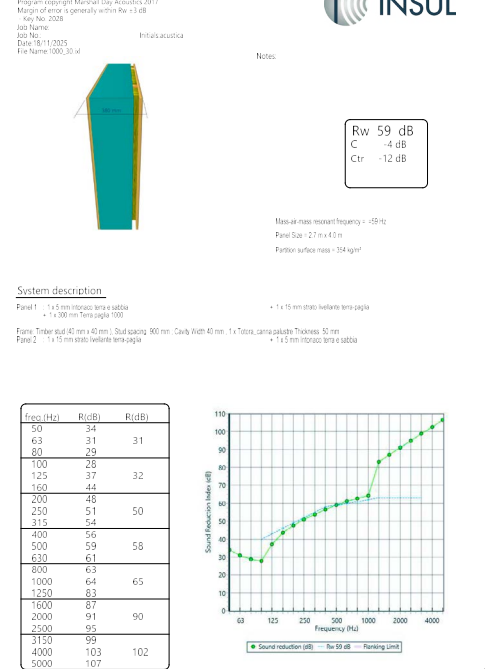 Program copyright Marshall Day Acoustics 2017
INSUL
Margin of error is generally within Rw ±3 dB
Key No. 2028
Job Name:
Job No.: Initials:acustica
Date:18/11/2025
File Name:1000_30 ixl
Notes:
Rw 59 dB
C -4 dB
Ctr -12 dB
Mass-air-mass resonant frequency = =59 Hz
Panel Size = 2.7 m x 4.0 m
Partition surface mass = 354 kg/m²
System description
Panel 1 : 1 x 5 mm Intonaco terra e sabbia + 1 x 15 mm strato livellante terra-paglia
+ 1 x 300 mm Terra paglia 1000
Frame: Timber stud (40 mm x 40 mm ), Stud spacing 900 mm , Cavity Width 40 mm , 1 x Totora, canna palustre Thickness 50 mm
Panel 2 : 1 x 15 mm strato livellante terra-paglia + 1 x 5 mm Intonaco terra e sabbia
freq.(Hz) R(dB) R(dB)
50 34
63 31 31
80 29
100 28
125 37 32
160 44
200 48
250 51 50
315 54
400 56
500 59 58
630 61
800 63
1000 64 65
1250 83
1600 87
2000 91 90
2500 95
3150 99
4000 103 102
5000 107
Sound Reduction Index (dB)
110
100
90
80
70
60
50
40
30
20
10
0
63 125 250 500 1000 2000 4000
Frequency (Hz)
Sound reduction (dB) Rw 59 dB Flanking Limit